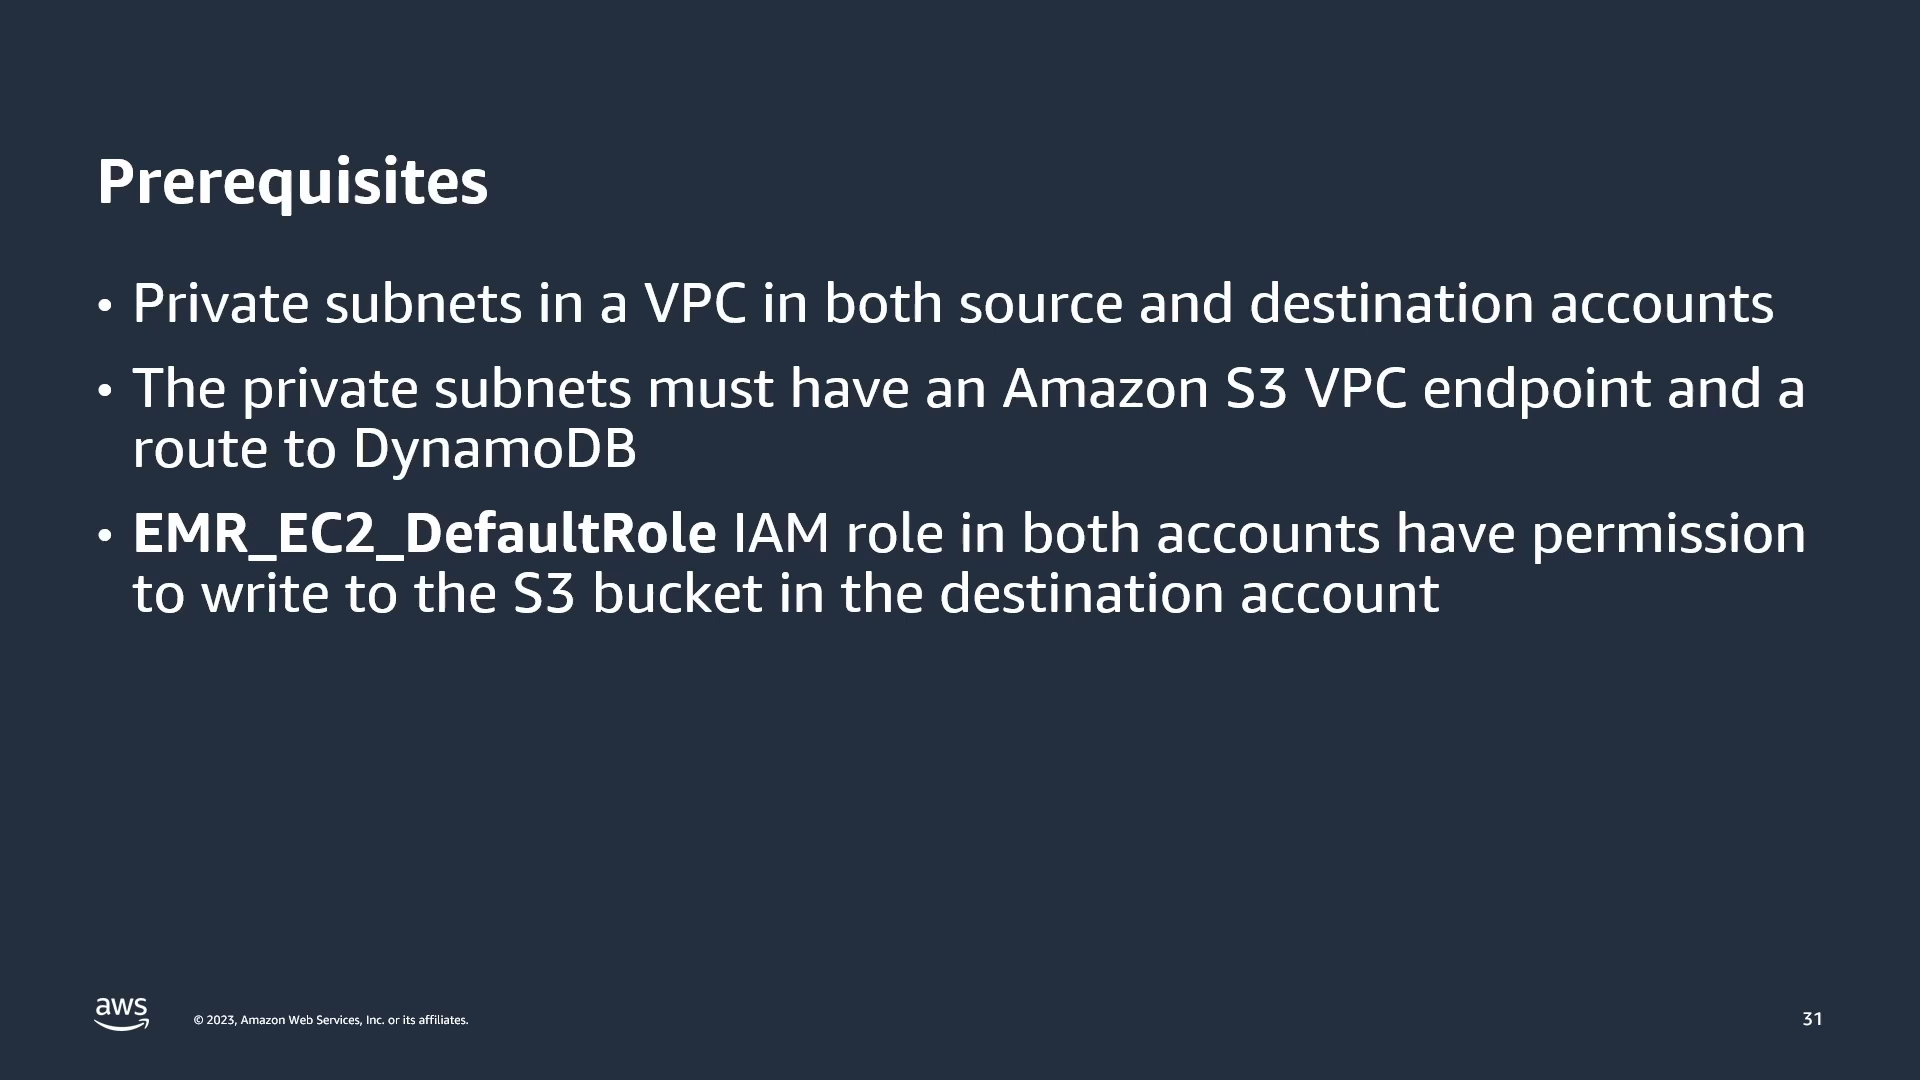 Prerequisites
• Private subnets in a VPC in both source and destination accounts
• The private subnets must have an Amazon S3 VPC endpoint and a
route to DynamoDB
• EMR_EC2_DefaultRole IAM role in both accounts have permission
to write to the S3 bucket in the destination account
aws
© 2023, Amazon Web Services, Inc. or its affiliates.
31